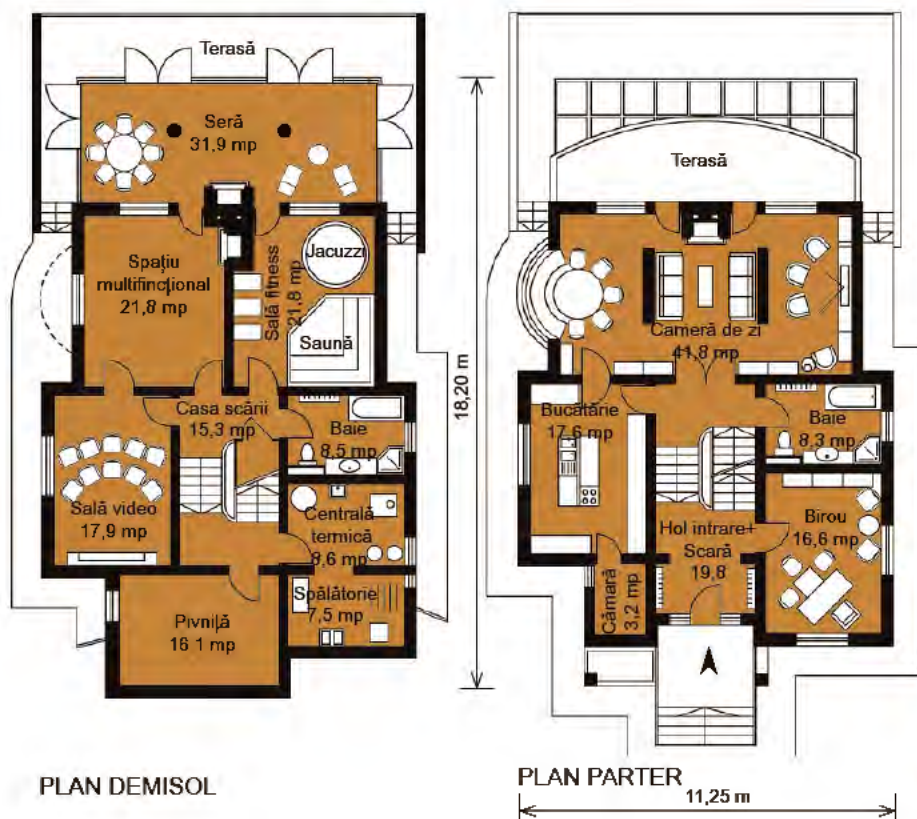 Terasă
Seră
31,9 mp
Spațiu
multifincțional
21,8 mp
Sală fitness
21,8 mp
Jacuzzi
Saună
Casa scării
15,3 mp
Baie
8,5 mp
Sală video
17,9 mp
Centrală
termică
8,6 mp
Spălătorie
7,5 mp
Pivniță
16 1 mp
PLAN DEMISOL
18,20 m
Terasă
Cameră de zi
41,8 mp
Bucătărie
17,6 mp
Baie
8,3 mp
Hol intrare+
Scară
19,8
Birou
16,6 mp
Cămară
3,2 mp
PLAN PARTER
11,25 m